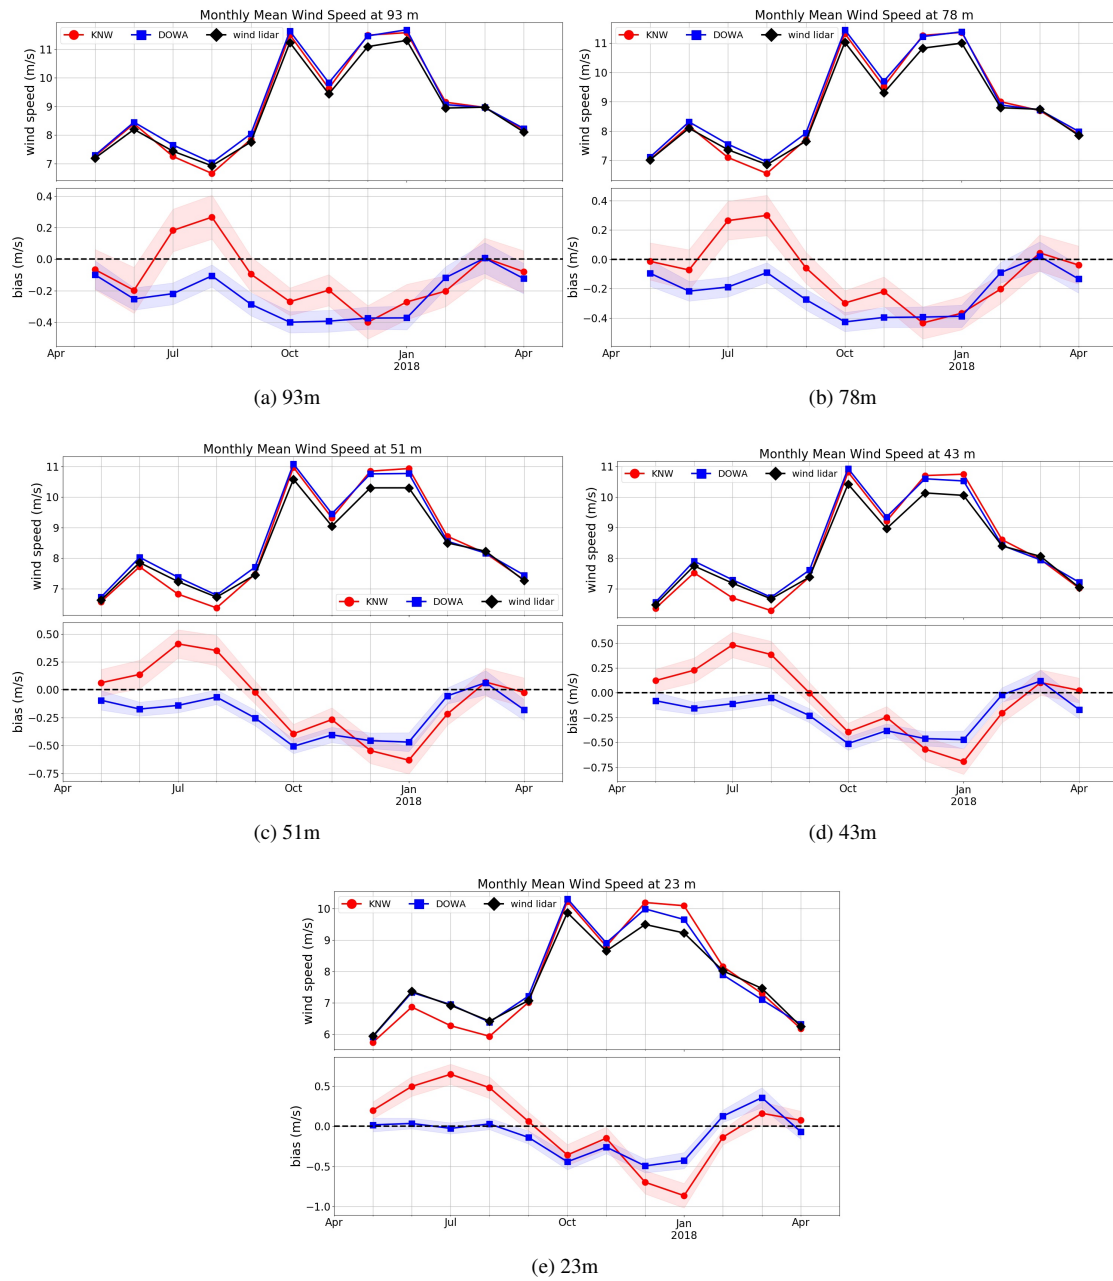 Monthly Mean Wind Speed at 93 m
KNW DOWA wind lidar
wind speed (m/s)
11
10
9
8
7
bias (m/s)
0.4
0.2
0.0
−0.2
−0.4
Apr Jul Oct Jan Apr
2018
(a) 93m
Monthly Mean Wind Speed at 78 m
KNW DOWA wind lidar
wind speed (m/s)
11
10
9
8
7
bias (m/s)
0.4
0.2
0.0
−0.2
−0.4
Apr Jul Oct Jan Apr
2018
(b) 78m
Monthly Mean Wind Speed at 51 m
wind speed (m/s)
11
10
9
8
7
KNW DOWA wind lidar
bias (m/s)
0.50
0.25
0.00
−0.25
−0.50
−0.75
Apr Jul Oct Jan Apr
2018
(c) 51m
Monthly Mean Wind Speed at 43 m
KNW DOWA wind lidar
wind speed (m/s)
11
10
9
8
7
bias (m/s)
0.50
0.25
0.00
−0.25
−0.50
−0.75
Apr Jul Oct Jan Apr
2018
(d) 43m
Monthly Mean Wind Speed at 23 m
KNW DOWA wind lidar
wind speed (m/s)
10
9
8
7
6
bias (m/s)
0.5
0.0
−0.5
−1.0
Apr Jul Oct Jan Apr
2018
(e) 23m